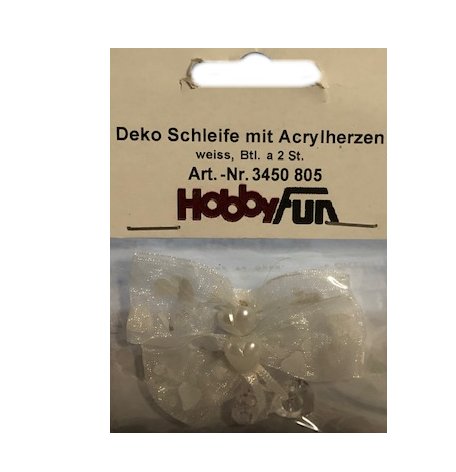 Deko Schleife mit Acrylherzen
weiss, Btl. a 2 St.
Art.-Nr. 3450 805
HobbyFun